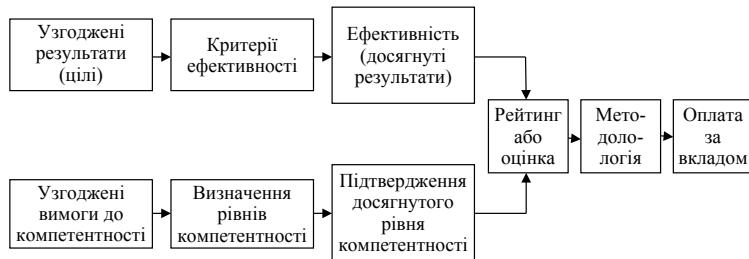 Узгоджені
результати
(цілі)
Критерії
ефективності
Ефективність
(досягнуті
результати)
Рейтинг
або
оцінка
Мето-
доло-
логія
Оплата
за
вкладом
Узгоджені
вимоги до
компетентності
Визначення
рівнів
компетентності
Підтвердження
досягнутого
рівня
компетентності